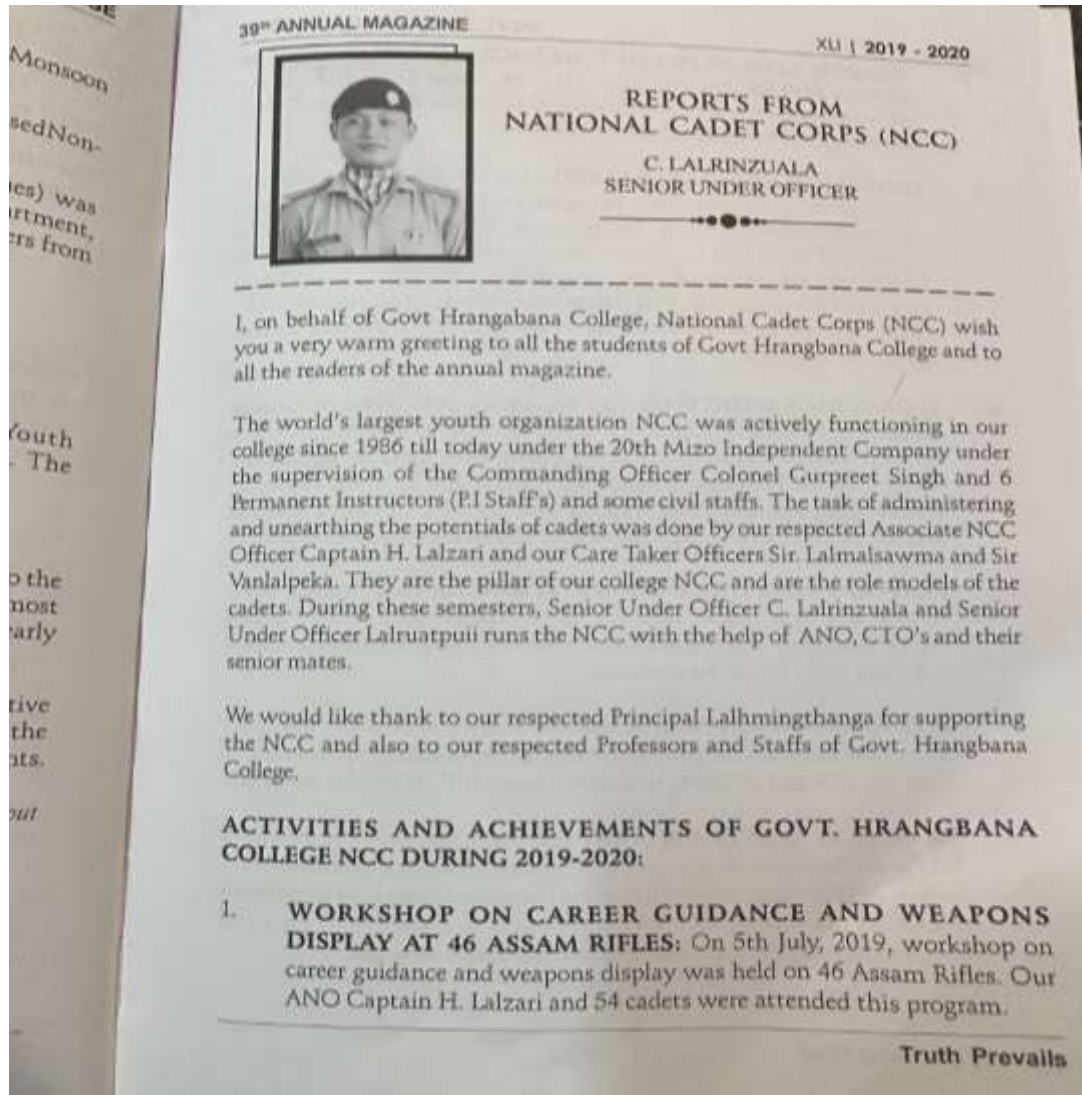 Monsoon
sedNon-
es) was
rtment,
ers from
Youth
. The
o the
most
early
tive
the
nts.
out
39th ANNUAL MAGAZINE
XLI | 2019 - 2020
REPORTS FROM
NATIONAL CADET CORPS (NCC)
C. LALRINZUALA
SENIOR UNDER OFFICER
I, on behalf of Govt Hrangabana College, National Cadet Corps (NCC) wish
you a very warm greeting to all the students of Govt Hrangbana College and to
all the readers of the annual magazine.
The world's largest youth organization NCC was actively functioning in our
college since 1986 till today under the 20th Mizo Independent Company under
the supervision of the Commanding Officer Colonel Gurpreet Singh and 6
Permanent Instructors (P.I Staff's) and some civil staffs. The task of administering
and unearthing the potentials of cadets was done by our respected Associate NCC
Officer Captain H. Lalzari and our Care Taker Officers Sir. Lalmalsawma and Sir
Vanlalpeka. They are the pillar of our college NCC and are the role models of the
cadets. During these semesters, Senior Under Officer C. Lalrinzuala and Senior
Under Officer Lalruatpuii runs the NCC with the help of ANO, CTO's and their
senior mates.
We would like thank to our respected Principal Lalhmingthanga for supporting
the NCC and also to our respected Professors and Staffs of Govt. Hrangbana
College.
ACTIVITIES AND ACHIEVEMENTS OF GOVT. HRANGBANA
COLLEGE NCC DURING 2019-2020:
1. WORKSHOP ON CAREER GUIDANCE AND WEAPONS
DISPLAY AT 46 ASSAM RIFLES: On 5th July, 2019, workshop on
career guidance and weapons display was held on 46 Assam Rifles. Our
ANO Captain H. Lalzari and 54 cadets were attended this program.
Truth Prevails